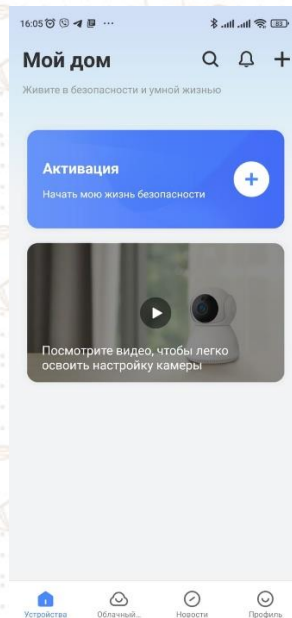 16:05
Мой дом
Живите в безопасности и умной жизнью
Активация
Начать мою жизнь безопасности
Посмотрите видео, чтобы легко
освоить настройку камеры
Устройства Облачный... Новости Профиль